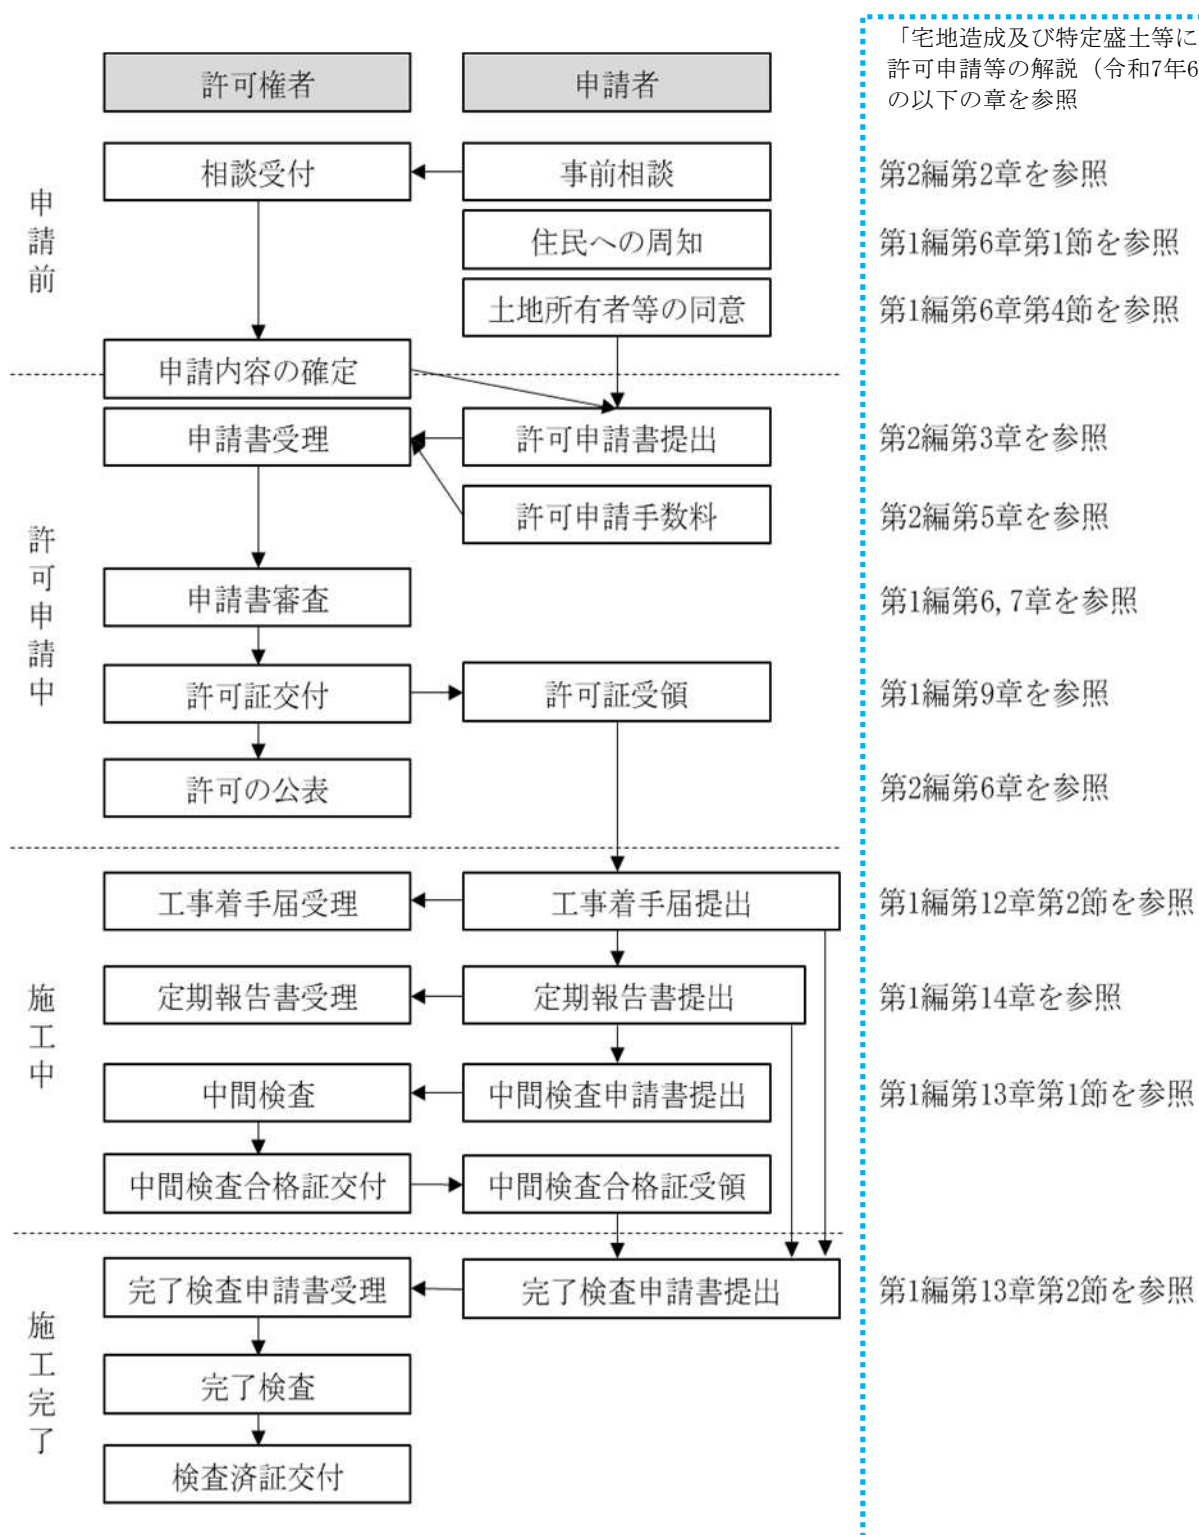 許可権者
申請者
「宅地造成及び特定盛土等に
許可申請等の解説（令和7年6
の以下の章を参照
申請前
相談受付
事前相談
第2編第2章を参照
住民への周知
第1編第6章第1節を参照
土地所有者等の同意
第1編第6章第4節を参照
申請内容の確定
許可申請中
申請書受理
許可申請書提出
第2編第3章を参照
許可申請手数料
第2編第5章を参照
申請書審査
第1編第6,7章を参照
許可証交付
許可証受領
第1編第9章を参照
許可の公表
第2編第6章を参照
施工中
工事着手届受理
工事着手届提出
第1編第12章第2節を参照
定期報告書受理
定期報告書提出
第1編第14章を参照
中間検査
中間検査申請書提出
第1編第13章第1節を参照
中間検査合格証交付
中間検査合格証受領
施工完了
完了検査申請書受理
完了検査申請書提出
第1編第13章第2節を参照
完了検査
検査済証交付